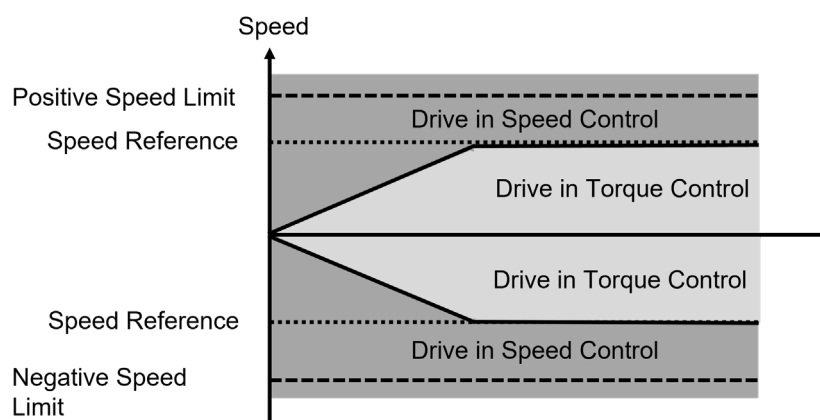 Speed
Positive Speed Limit
Drive in Speed Control
Speed Reference
Drive in Torque Control
Drive in Torque Control
Speed Reference
Drive in Speed Control
Negative Speed
Limit